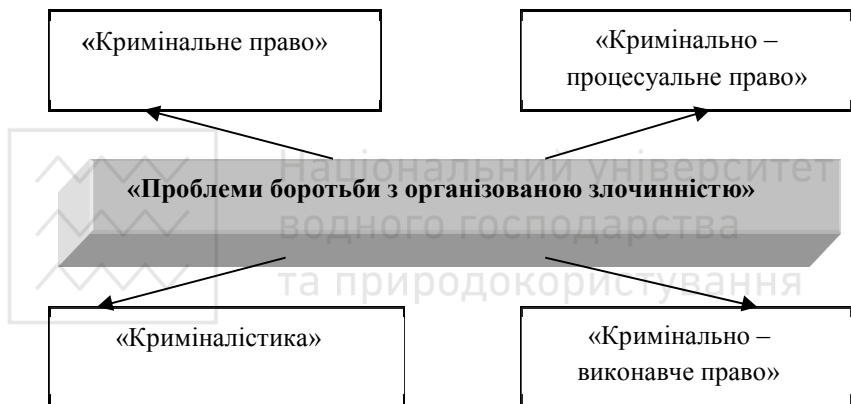 «Кримінальне право»
«Кримінально –
процесуальне право»
Національний університет
«Проблеми боротьби з організованою злочинністю»
водного господарства
та природокористування
«Криміналістика»
«Кримінально –
виконавче право»